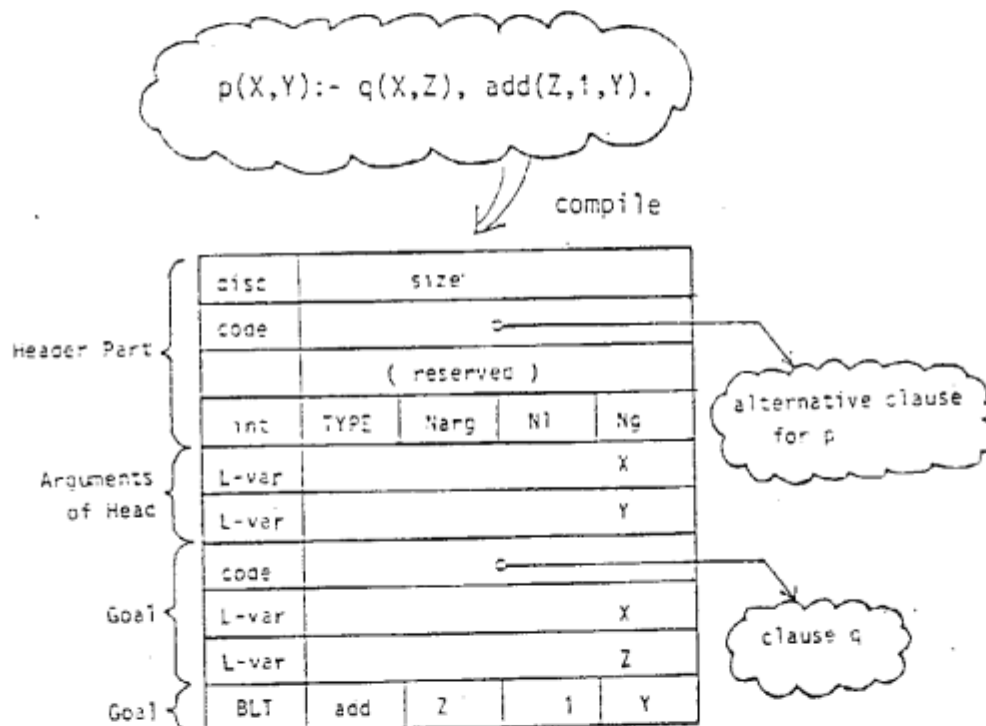 p(X,Y):- q(X,Z), add(Z,1,Y).
compile
Header Part
disc size
code
( reserved )
int TYPE Narg Nl Ng
alternative clause
for p
Arguments
of Head
L-var X
L-var Y
Goal
code
L-var X
L-var Z
clause q
Goal
BLT add Z 1 Y